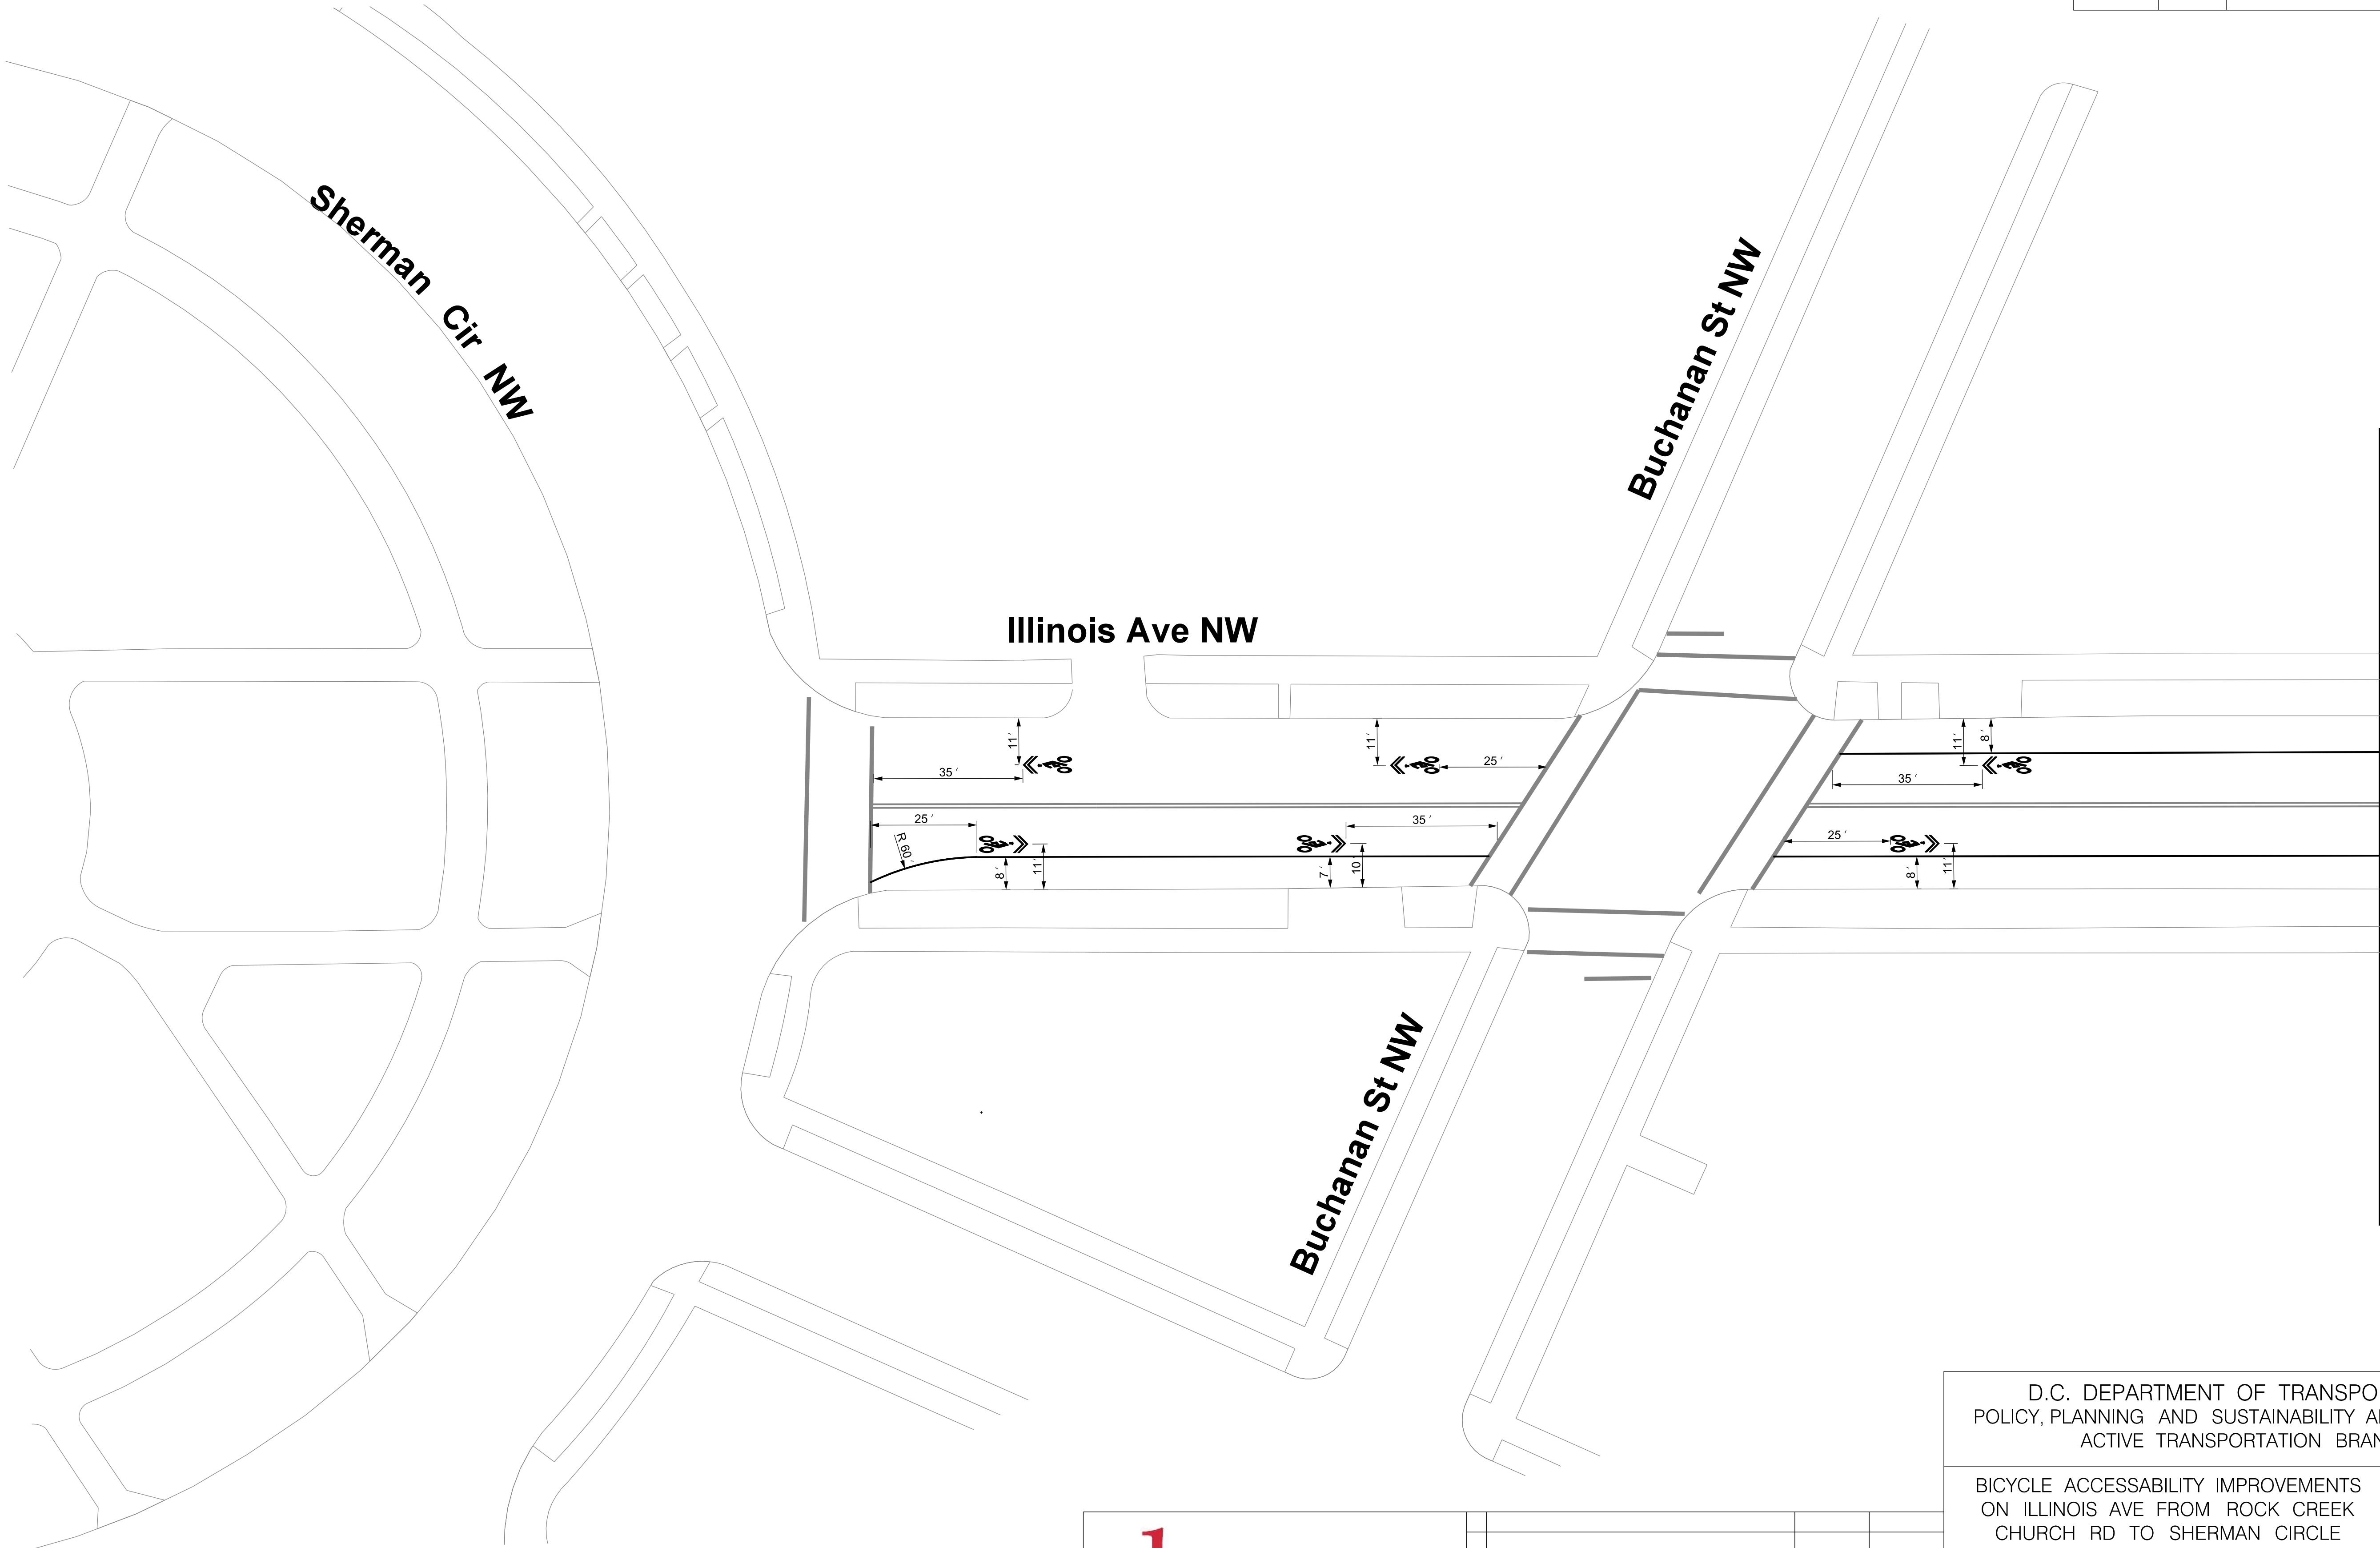 Sherman Cir NW
Buchanan St NW
Illinois Ave NW
11'
11'
11'
8'
35'
25'
35'
25'
R 60'
8'
11'
35'
7'
10'
25'
8'
11'
Buchanan St NW
D.C. DEPARTMENT OF TRANSPO
POLICY, PLANNING AND SUSTAINABILITY A
ACTIVE TRANSPORTATION BRAN
BICYCLE ACCESSABILITY IMPROVEMENTS
ON ILLINOIS AVE FROM ROCK CREEK
CHURCH RD TO SHERMAN CIRCLE